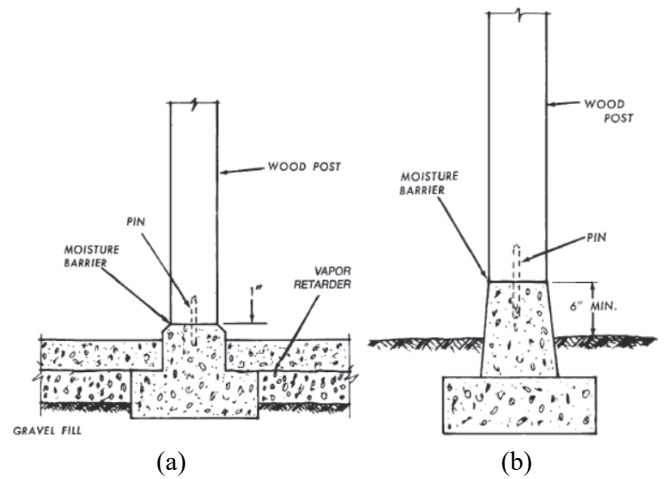 WOOD POST
PIN
MOISTURE
BARRIER
VAPOR
RETARDER
1"
GRAVEL FILL
(a)
WOOD
POST
MOISTURE
BARRIER
PIN
6" MIN.
(b)